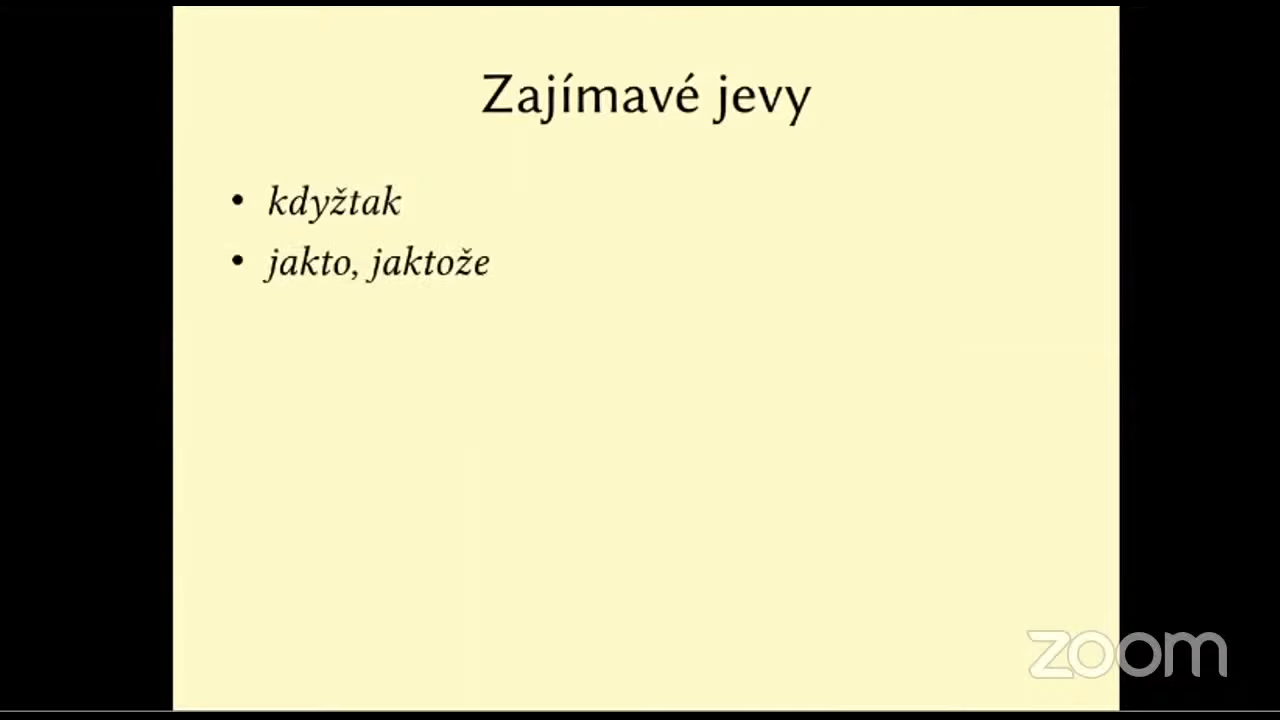 Zajímavé jevy
• kdyžtak
• jakto, jaktože
zoom